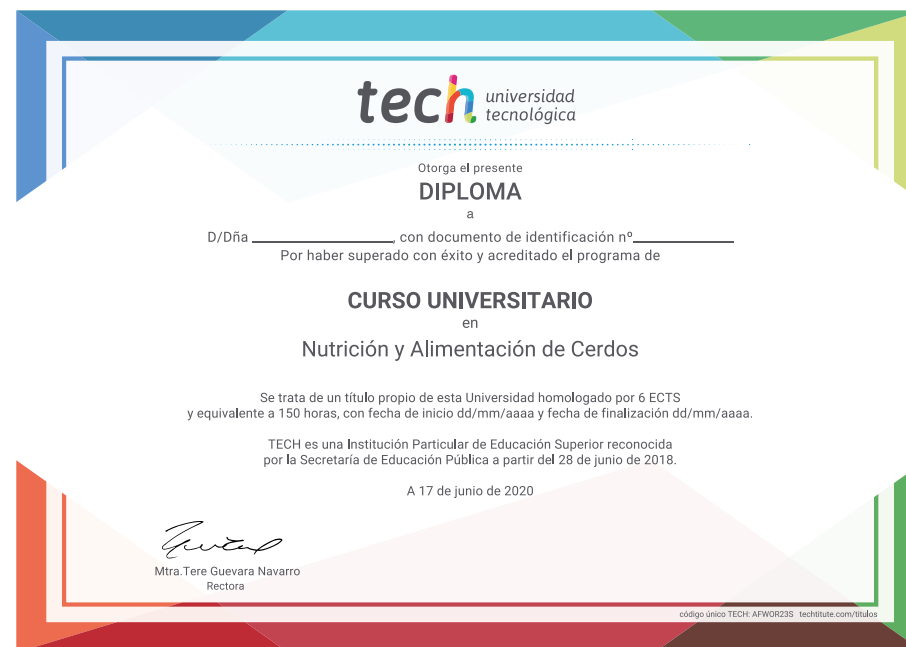 tech universidad
tecnológica
Otorga el presente
DIPLOMA
a
D/Dña ________________, con documento de identificación nº____________
Por haber superado con éxito y acreditado el programa de
CURSO UNIVERSITARIO
en
Nutrición y Alimentación de Cerdos
Se trata de un título propio de esta Universidad homologado por 6 ECTS
y equivalente a 150 horas, con fecha de inicio dd/mm/aaaa y fecha de finalización dd/mm/aaaa.
TECH es una Institución Particular de Educación Superior reconocida
por la Secretaría de Educación Pública a partir del 28 de junio de 2018.
A 17 de junio de 2020
Mtra.Tere Guevara Navarro
Rectora
código único TECH: AFWOR23S techtitute.com/titulos